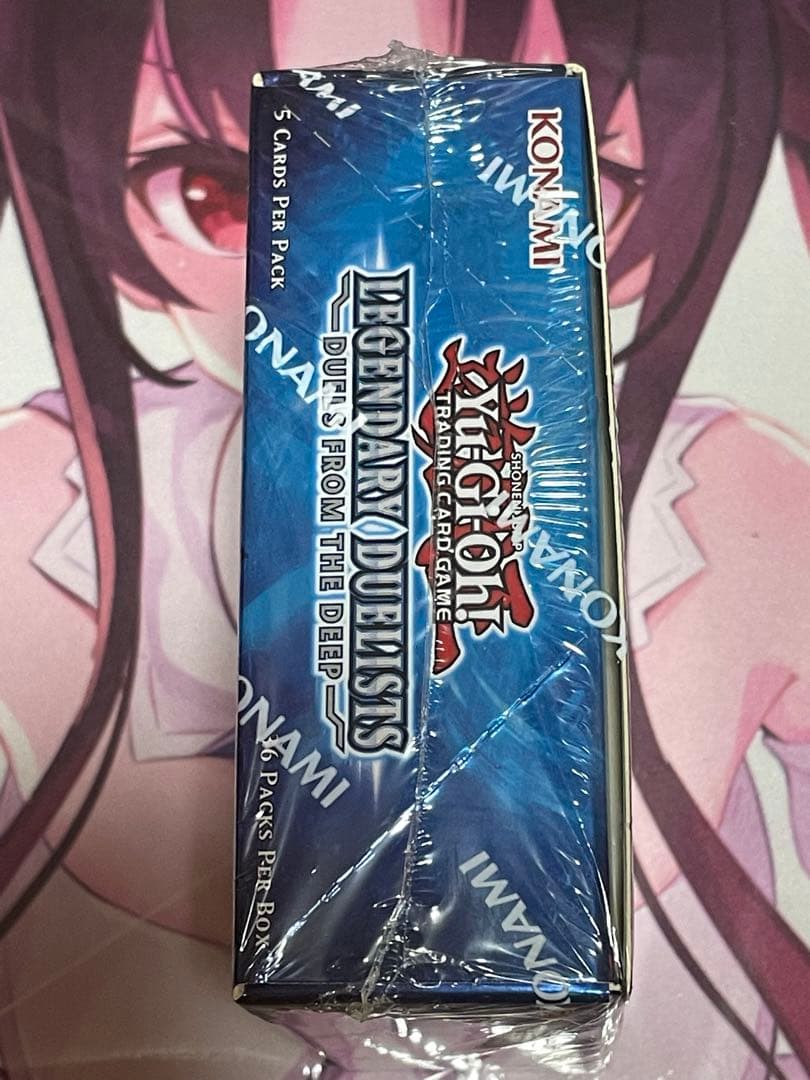 KONAMI
SHONEN JUMP
Yu-Gi-Oh!
TRADING CARD GAME
LEGENDARY DUELISTS
DUELS FROM THE DEEP
5 CARDS PER PACK
36 PACKS PER BOX
KONAMI
KONAMI
KONAMI
KONAMI
KONAMI